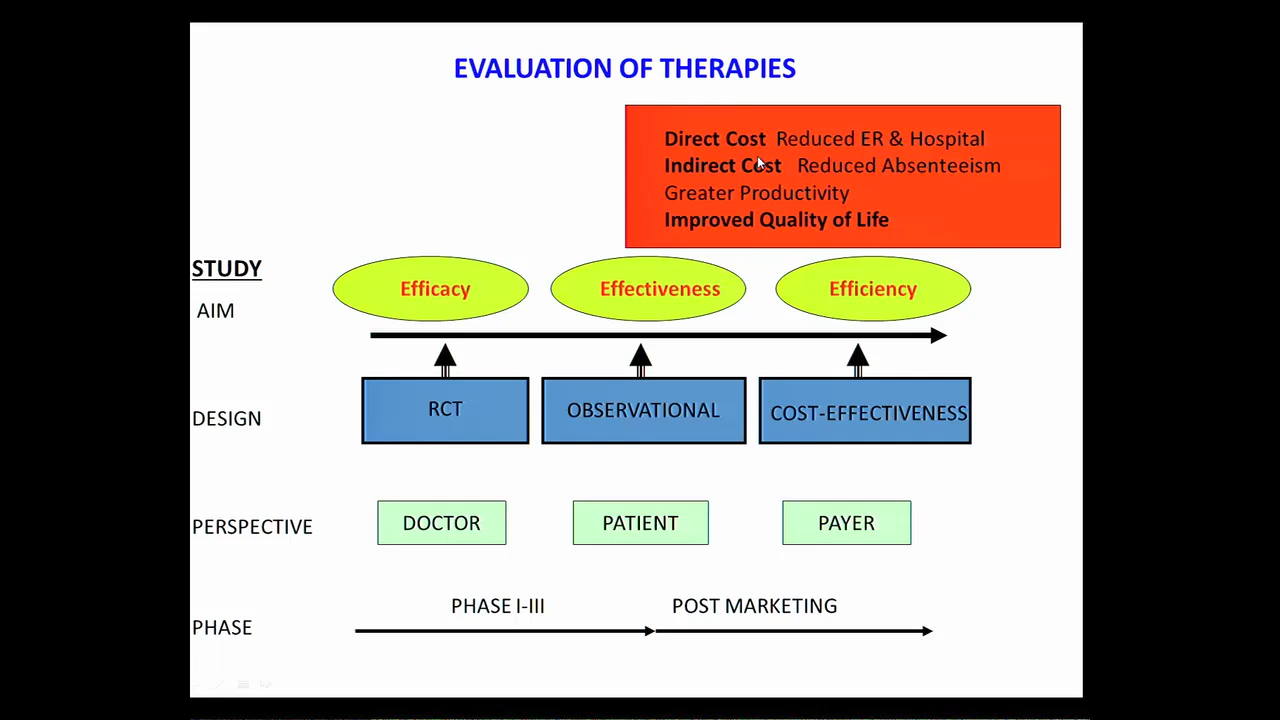 EVALUATION OF THERAPIES
Direct Cost Reduced ER & Hospital
Indirect Cost Reduced Absenteeism
Greater Productivity
Improved Quality of Life
STUDY
AIM
Efficacy
Effectiveness
Efficiency
DESIGN
RCT
OBSERVATIONAL
COST-EFFECTIVENESS
PERSPECTIVE
DOCTOR
PATIENT
PAYER
PHASE
PHASE I-III
POST MARKETING